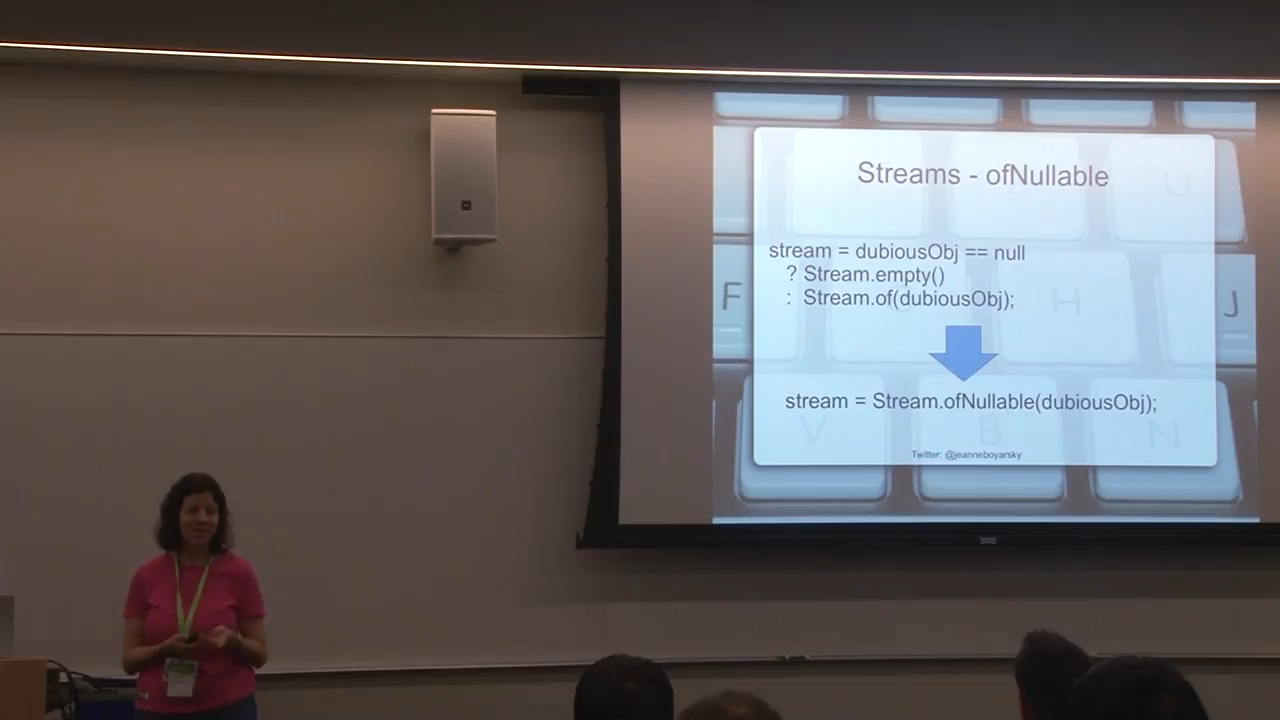 Streams - ofNullable
stream = dubiousObj == null
? Stream.empty()
: Stream.of(dubiousObj);
stream = Stream.ofNullable(dubiousObj);
Twitter: @jeanneboyarsky
F
H
J
V
B
N
U